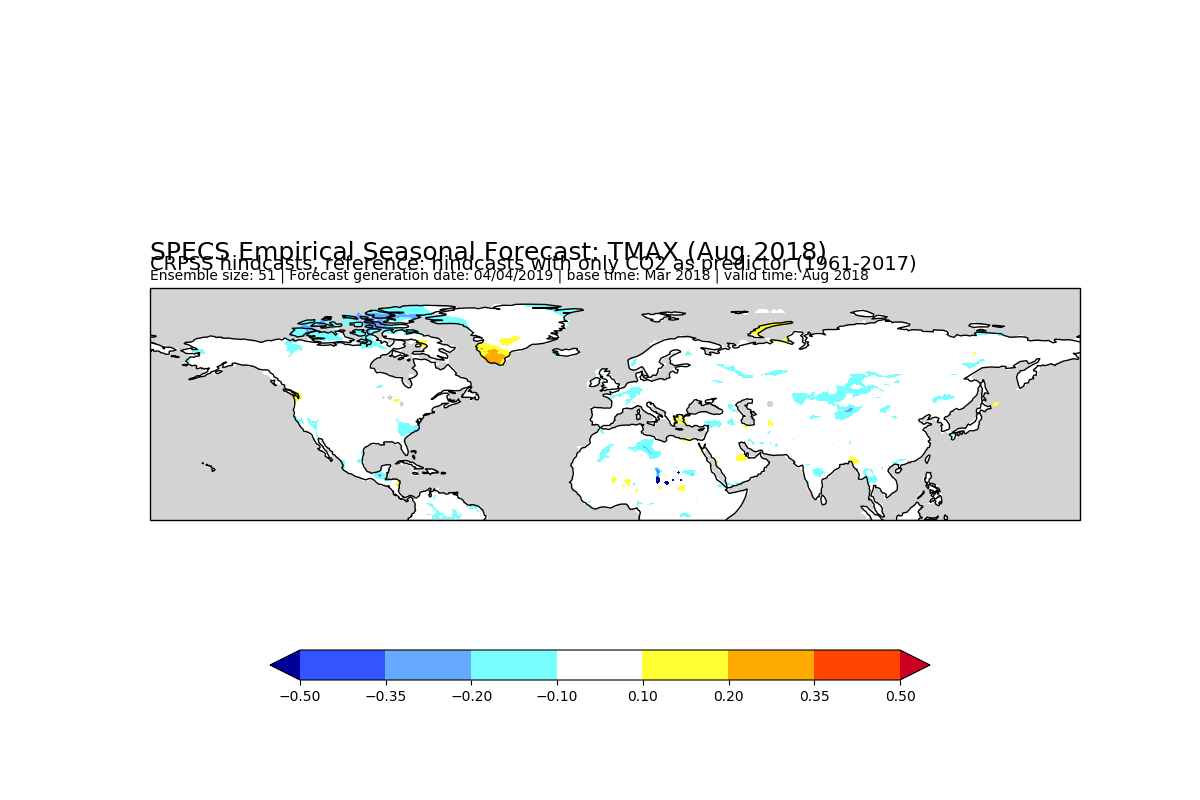 SPECS Empirical Seasonal Forecast: TMAX (Aug 2018)
CRPSS hindcasts, reference: hindcasts with only CO2 as predictor (1961-2017)
Ensemble size: 51 | Forecast generation date: 04/04/2019 | base time: Mar 2018 | valid time: Aug 2018
−0.50 −0.35 −0.20 −0.10 0.10 0.20 0.35 0.50